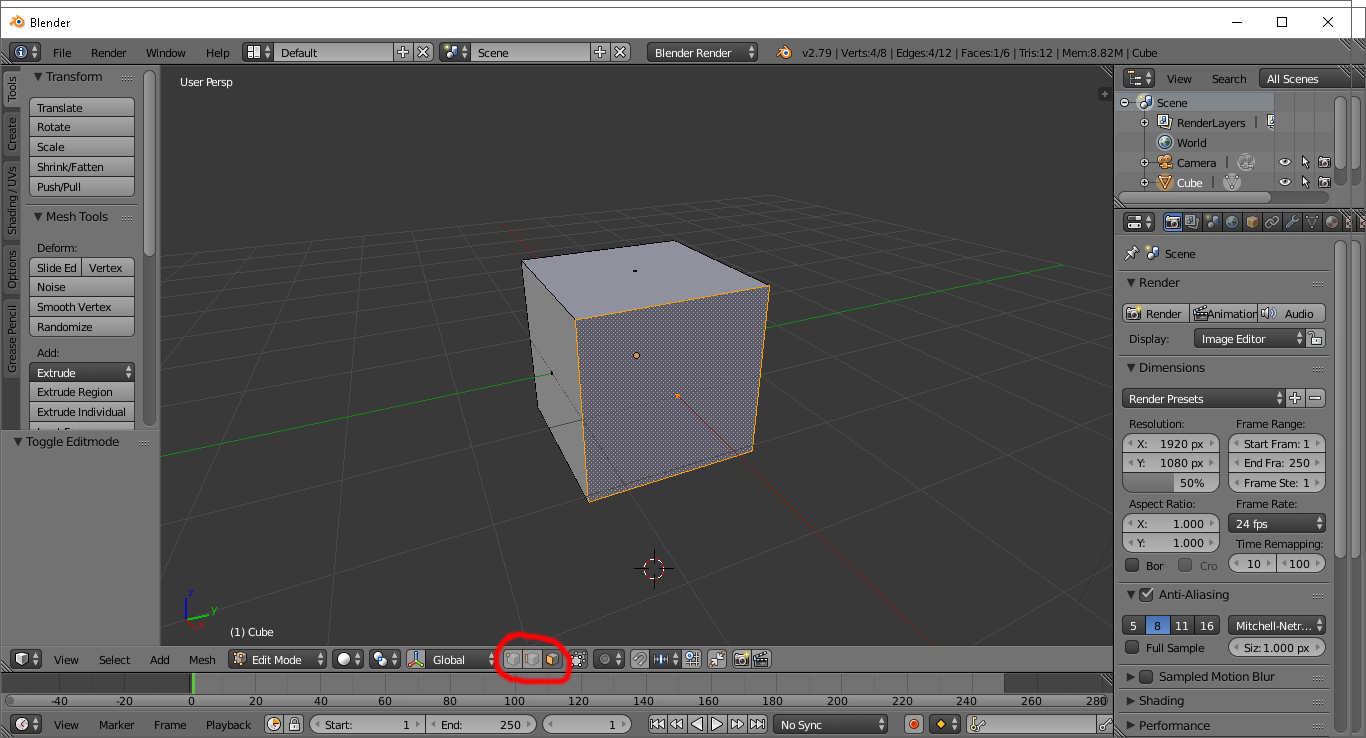 Blender
File Render Window Help Default Scene Blender Render v2.79 | Verts:4/8 | Edges:4/12 | Faces:1/6 | Tris:12 | Mem:8.82M | Cube
Tools
Create
Shading / UVs
Options
Grease Pencil
Transform
Translate
Rotate
Scale
Shrink/Fatten
Push/Pull
Mesh Tools
Deform:
Slide Ed Vertex
Noise
Smooth Vertex
Randomize
Add:
Extrude
Extrude Region
Extrude Individual
Toggle Editmode
User Persp
z
y
x
(1) Cube
View Select Add Mesh Edit Mode Global
-40 -20 0 20 40 60 80 100 120 140 160 180 200 220 240 260 280
View Marker Frame Playback Start: 1 End: 250 1 No Sync
View Search All Scenes
Scene
RenderLayers |
World
Camera |
Cube |
Scene
Render
Render Animation Audio
Display: Image Editor
Dimensions
Render Presets
Resolution: Frame Range:
X: 1920 px Start Fram: 1
Y: 1080 px End Fra: 250
50% Frame Ste: 1
Aspect Ratio: Frame Rate:
X: 1.000 24 fps
Y: 1.000 Time Remapping:
Bor Cro 10 100
Anti-Aliasing
5 8 11 16 Mitchell-Netr...
Full Sample Siz: 1.000 px
Sampled Motion Blur
Shading
Performance